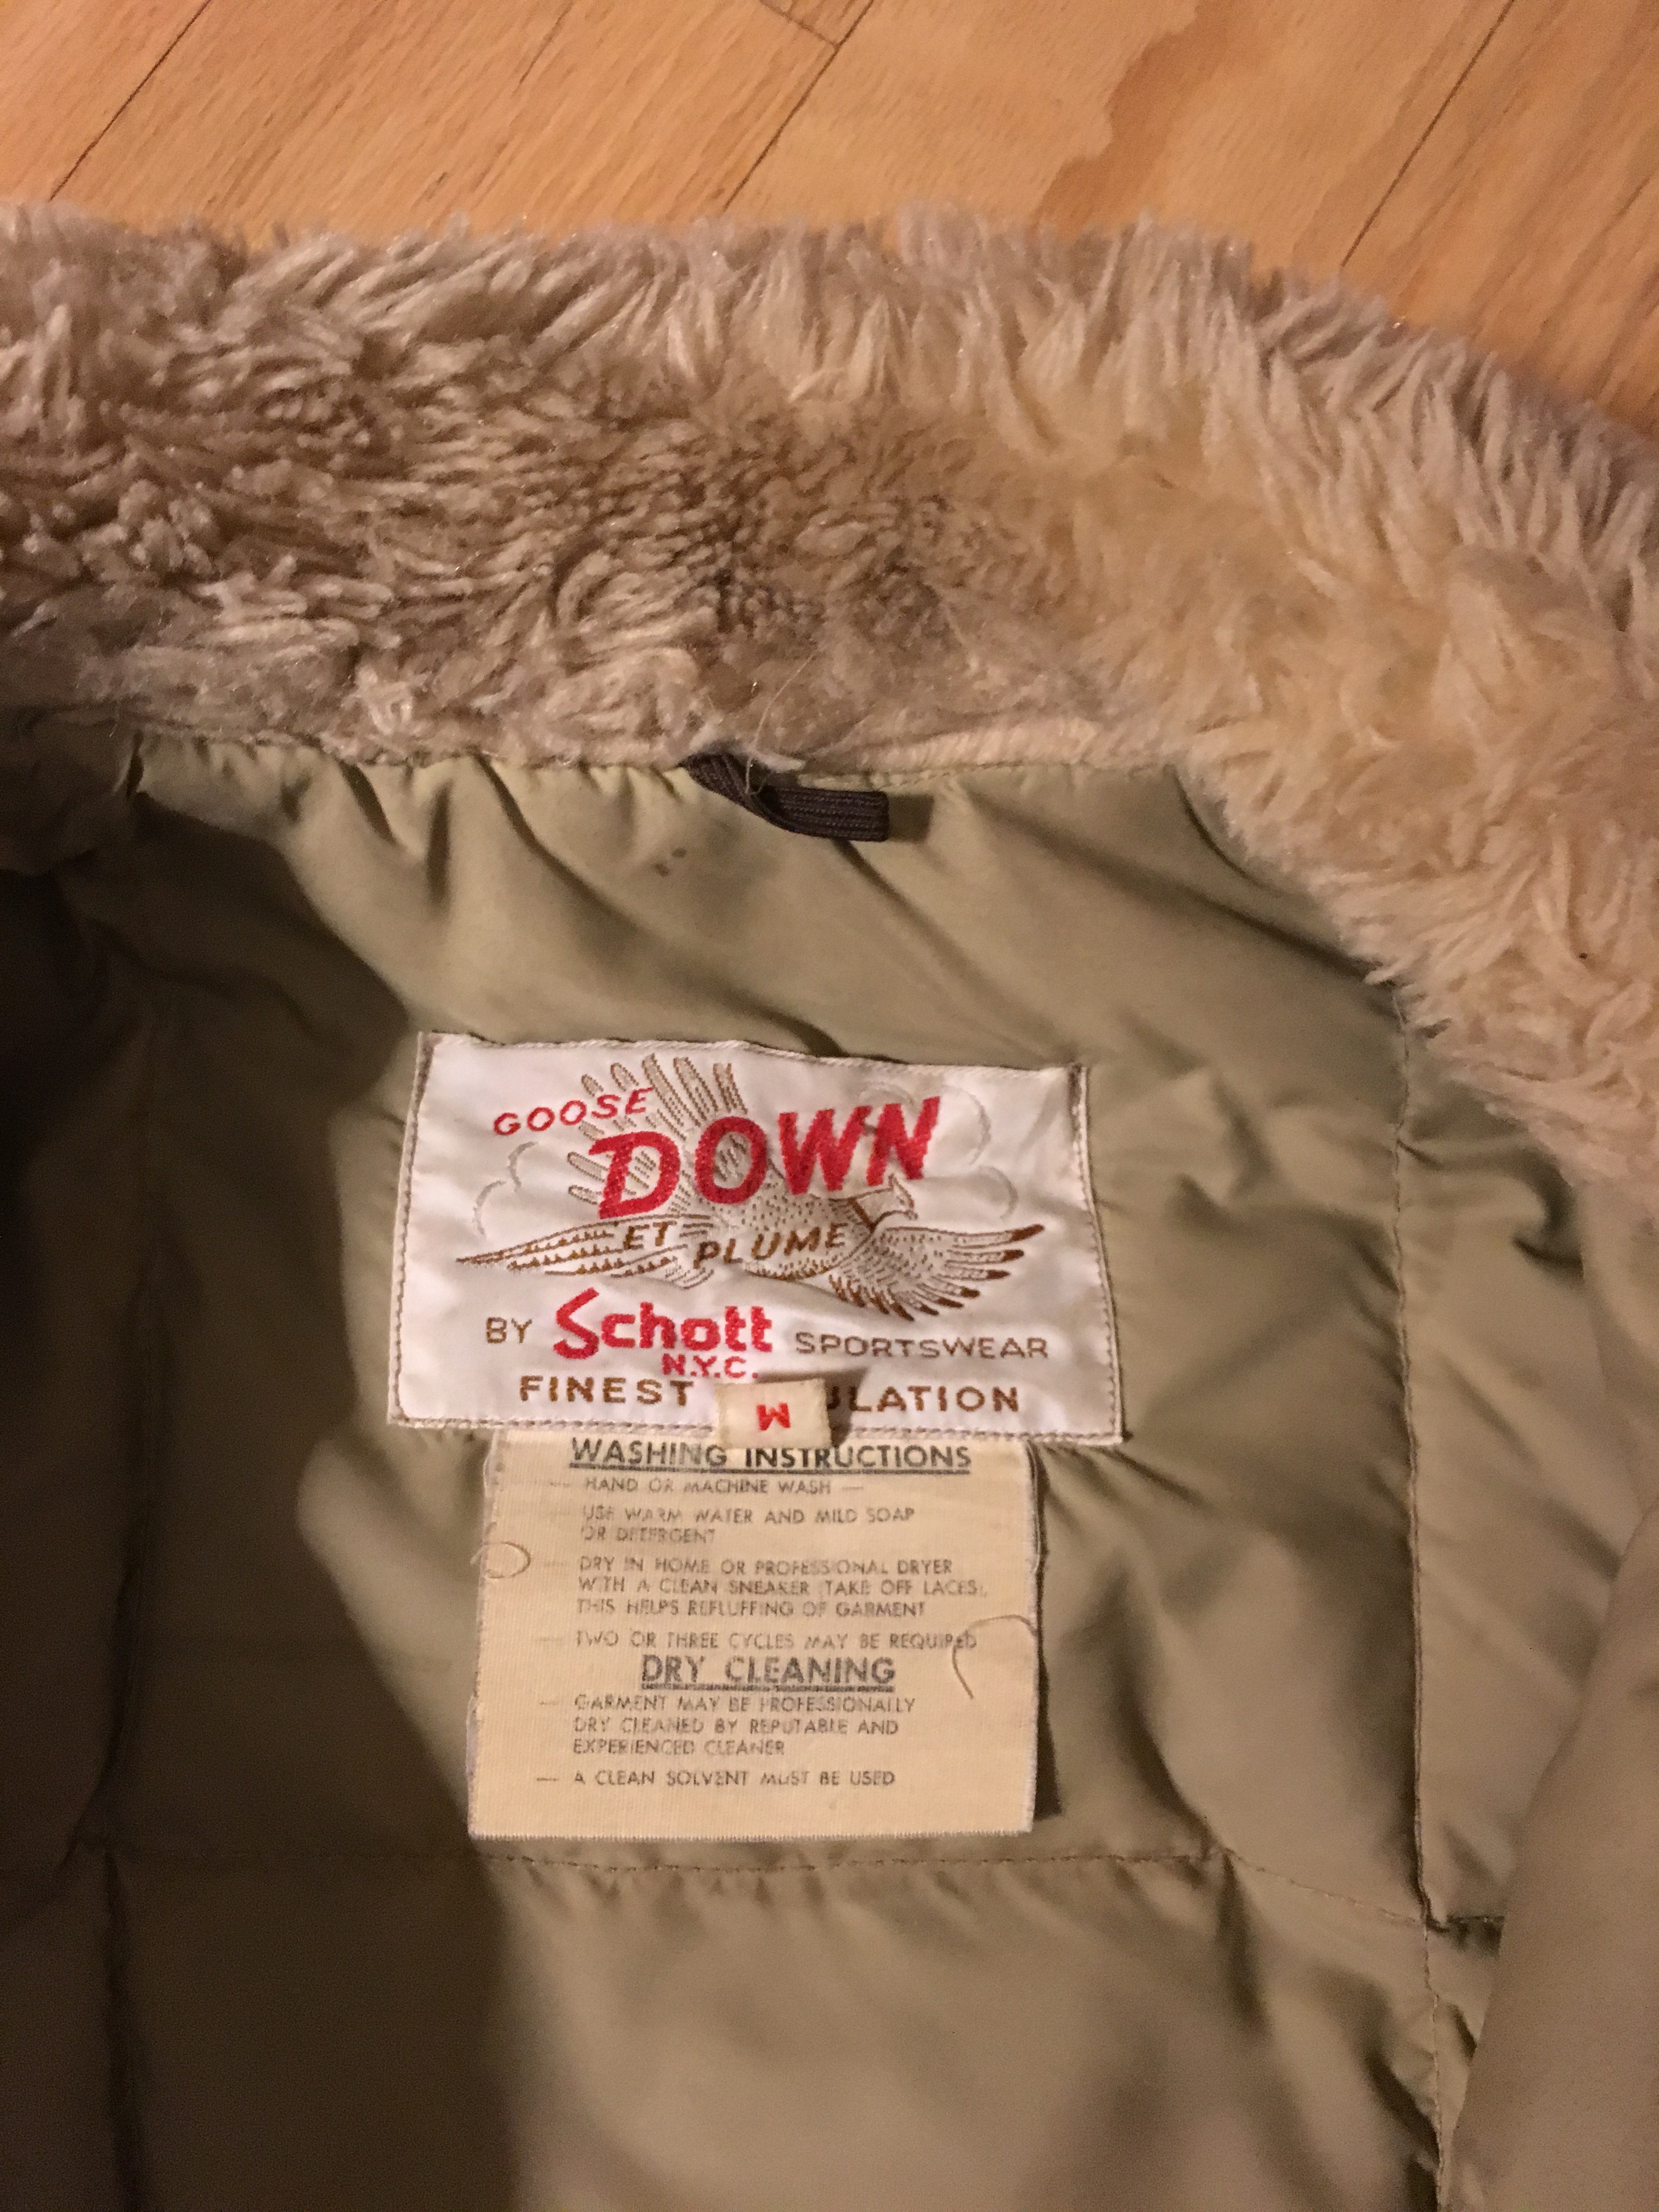 GOOSE
DOWN
ET PLUME
BY Schott SPORTSWEAR
N.Y.C.
FINEST ULATION
M
WASHING INSTRUCTIONS
— HAND OR MACHINE WASH —
USE WARM WATER AND MILD SOAP
OR DETERGENT
— DRY IN HOME OR PROFESSIONAL DRYER
WITH A CLEAN SNEAKER (TAKE OFF LACES).
THIS HELPS REFLUFFING OF GARMENT
— TWO OR THREE CYCLES MAY BE REQUIRED
DRY CLEANING
— GARMENT MAY BE PROFESSIONALLY
DRY CLEANED BY REPUTABLE AND
EXPERIENCED CLEANER
— A CLEAN SOLVENT MUST BE USED